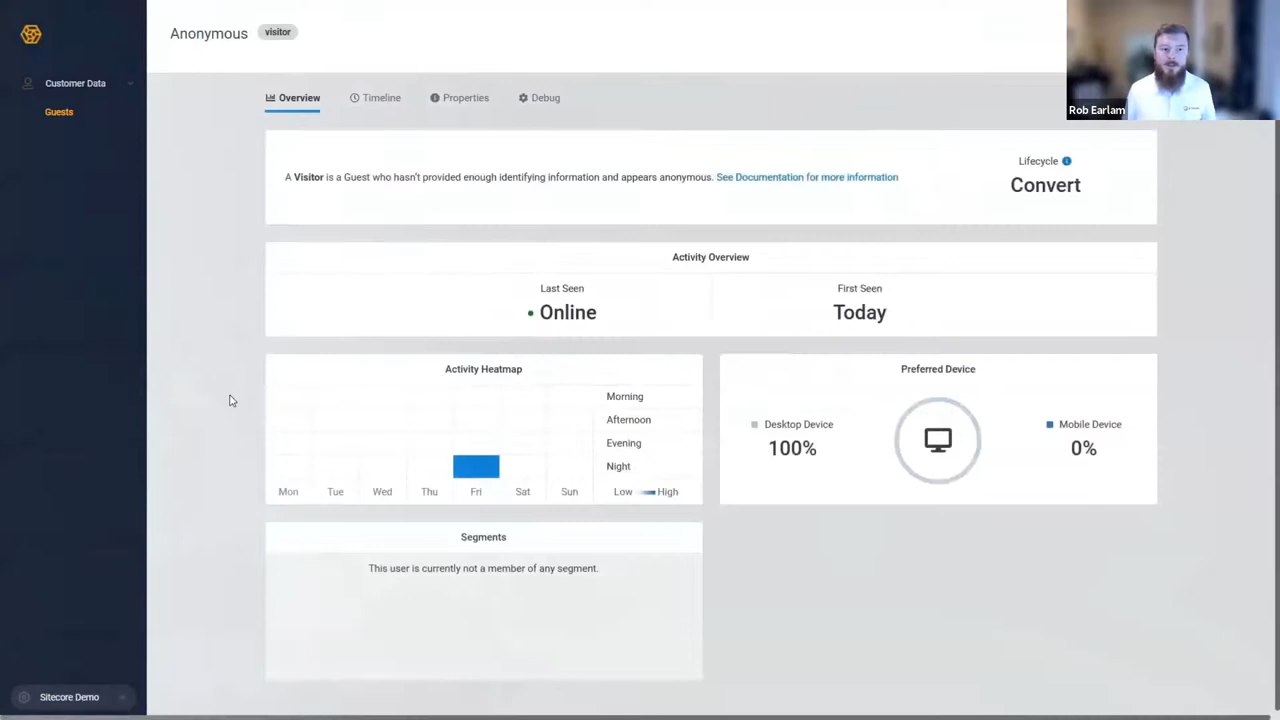 Anonymous visitor
Rob Earlam
Customer Data
Guests
Overview Timeline Properties Debug
A Visitor is a Guest who hasn't provided enough identifying information and appears anonymous. See Documentation for more information
Lifecycle
Convert
Activity Overview
Last Seen
Online
First Seen
Today
Activity Heatmap
Morning
Afternoon
Evening
Night
Mon Tue Wed Thu Fri Sat Sun Low High
Preferred Device
Desktop Device
100%
Mobile Device
0%
Segments
This user is currently not a member of any segment.
Sitecore Demo